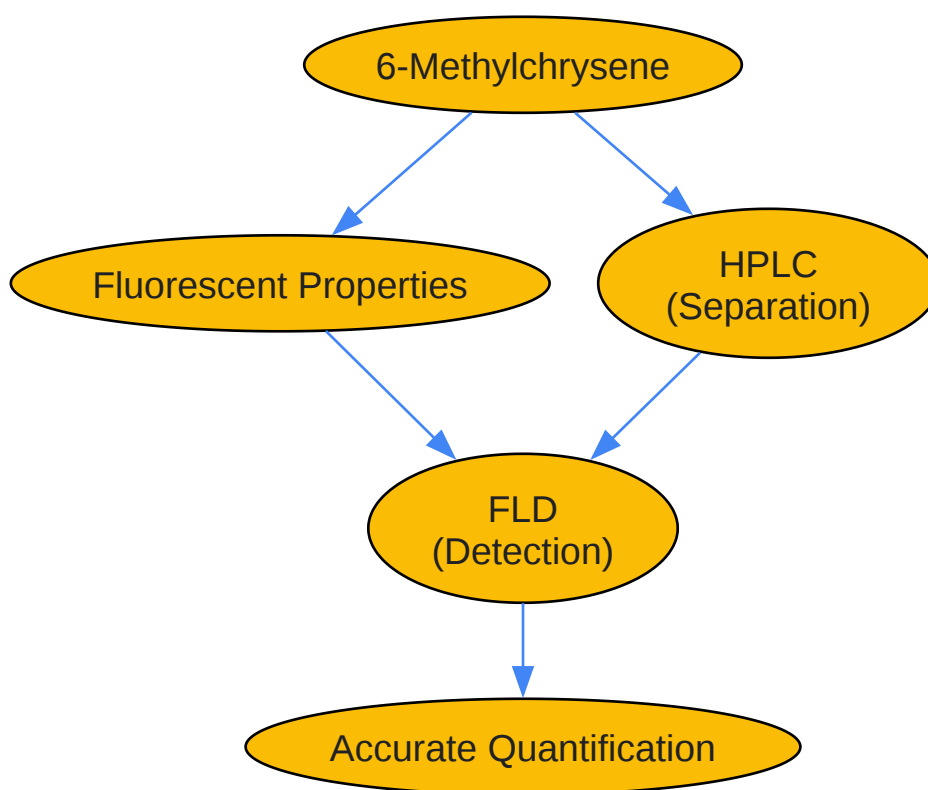 6-Methylchrysene
Fluorescent Properties
HPLC
(Separation)
FLD
(Detection)
Accurate Quantification